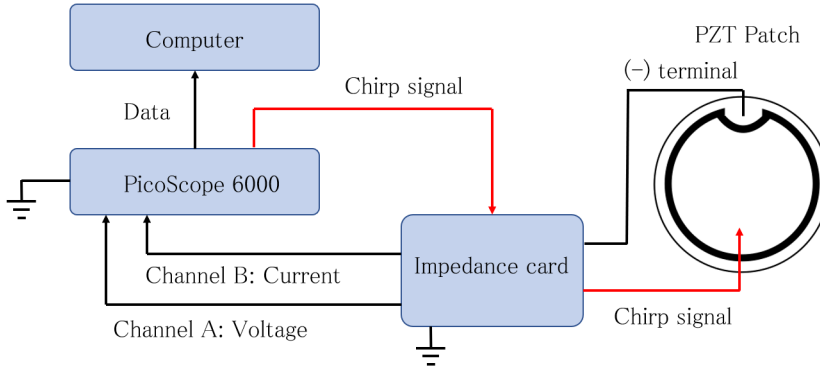 PZT Patch
Computer
(-) terminal
Chirp signal
Data
PicoScope 6000
Channel B: Current
Impedance card
Channel A: Voltage
Chirp signal